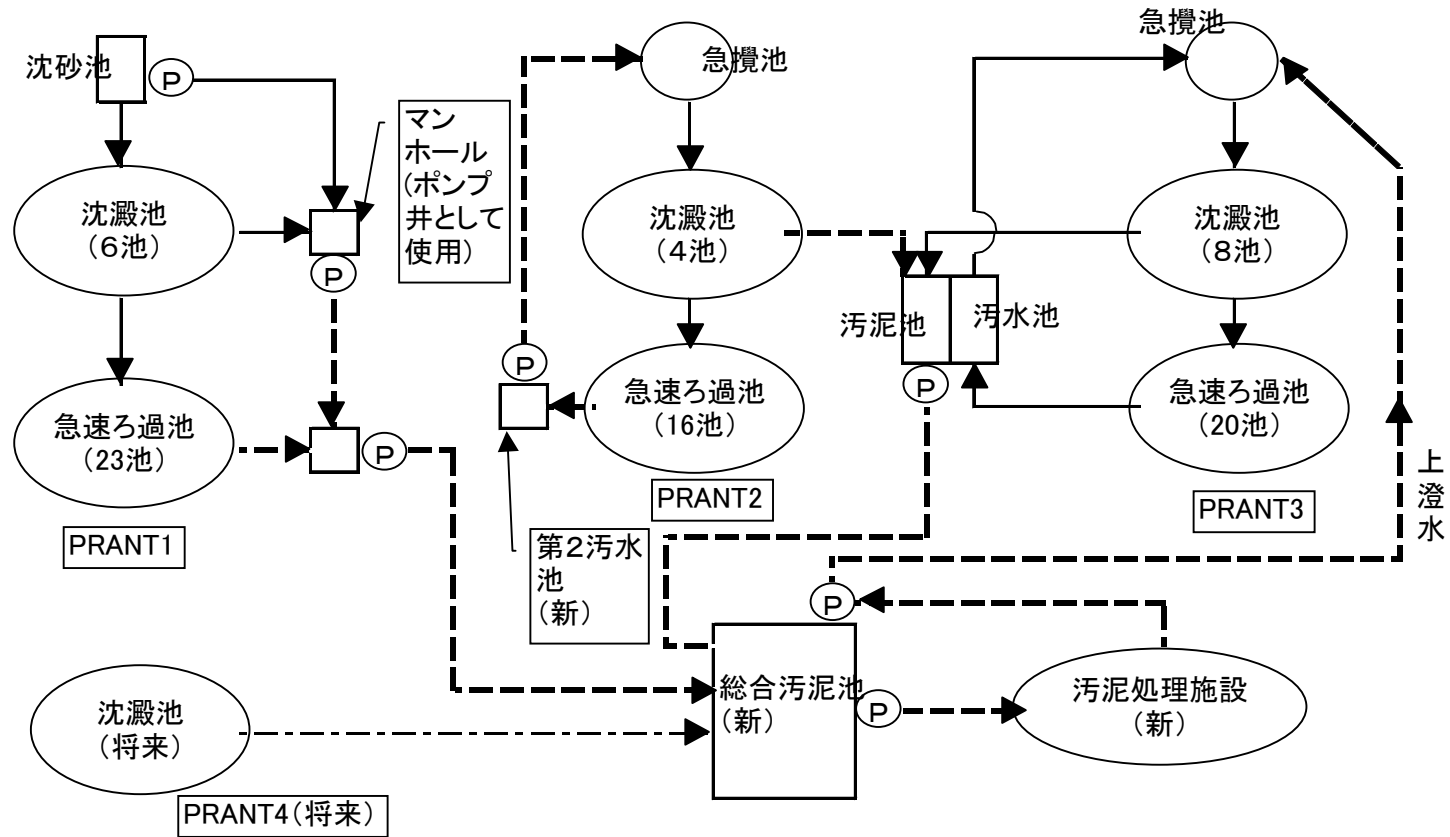 沈砂池
P
沈澱池
(6池)
P
急速ろ過池
(23池)
P
PRANT1
マン
ホール
(ポンプ
井として
使用)
急攪池
沈澱池
(4池)
P
急速ろ過池
(16池)
PRANT2
第2汚水
池
(新)
急攪池
沈澱池
(8池)
汚泥池
汚水池
P
急速ろ過池
(20池)
PRANT3
上
澄
水
P
総合汚泥池
(新)
P
汚泥処理施設
(新)
沈澱池
(将来)
PRANT4(将来)